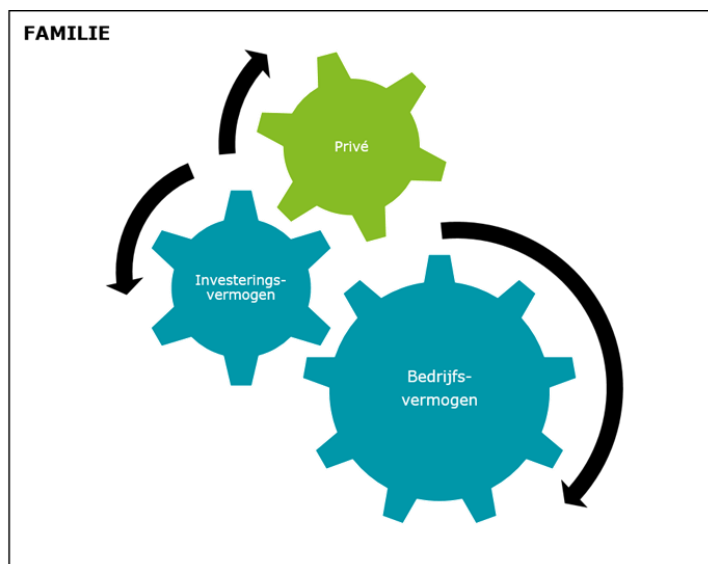 FAMILIE
Privé
Investerings-
vermogen
Bedrijfs-
vermogen